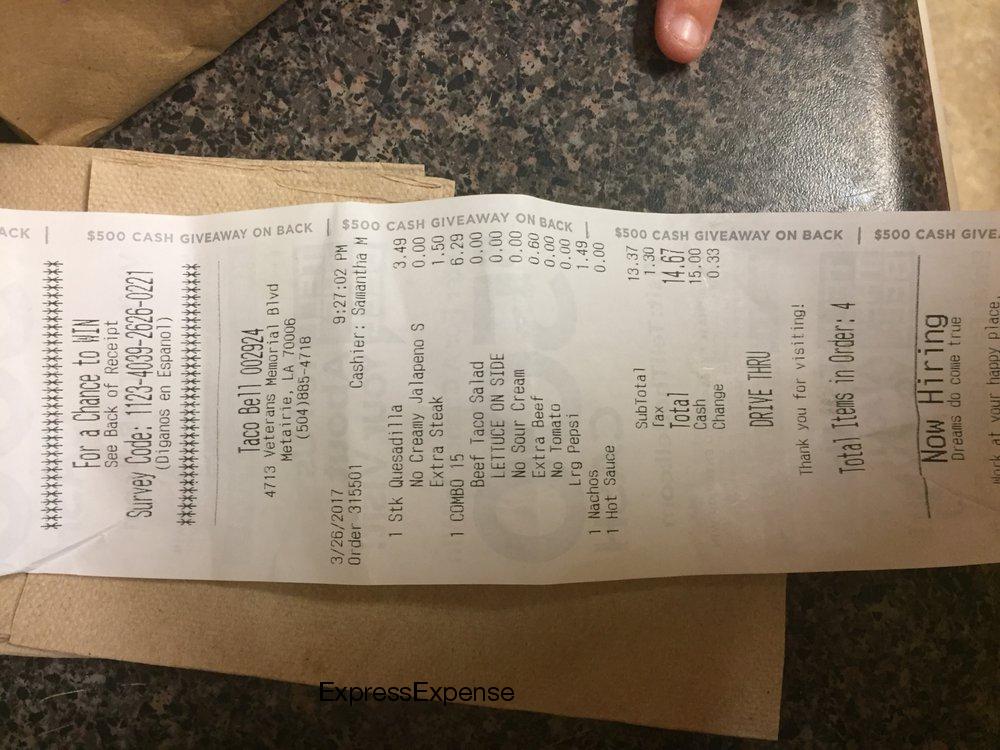 ACK | $500 CASH GIVEAWAY ON BACK | $500 CASH GIVEAWAY ON BACK | $500 CASH GIVEAWAY ON BACK | $500 CASH GIVE
************************
For a Chance to WIN
See Back of Receipt
Survey Code: 1123-4039-2626-0221
(Diganos en Espanol)
************************
Taco Bell 002924
4713 Veterans Memorial Blvd
Metairie, LA 70006
(504)885-4718
3/26/2017 9:27:02 PM
Order 315501 Cashier: Samantha M
1 Stk Quesadilla 3.49
No Creamy Jalapeno S 0.00
Extra Steak 1.50
1 COMBO 15 6.29
Beef Taco Salad 0.00
LETTUCE ON SIDE 0.00
No Sour Cream 0.00
Extra Beef 0.60
No Tomato 0.00
Lrg Pepsi 0.00
1 Nachos 1.49
1 Hot Sauce 0.00
SubTotal 13.37
Tax 1.30
Total 14.67
Cash 15.00
Change 0.33
DRIVE THRU
Thank you for visiting!
Total Items in Order: 4
Now Hiring
Dreams do come true
Work at your happy place
ExpressExpense